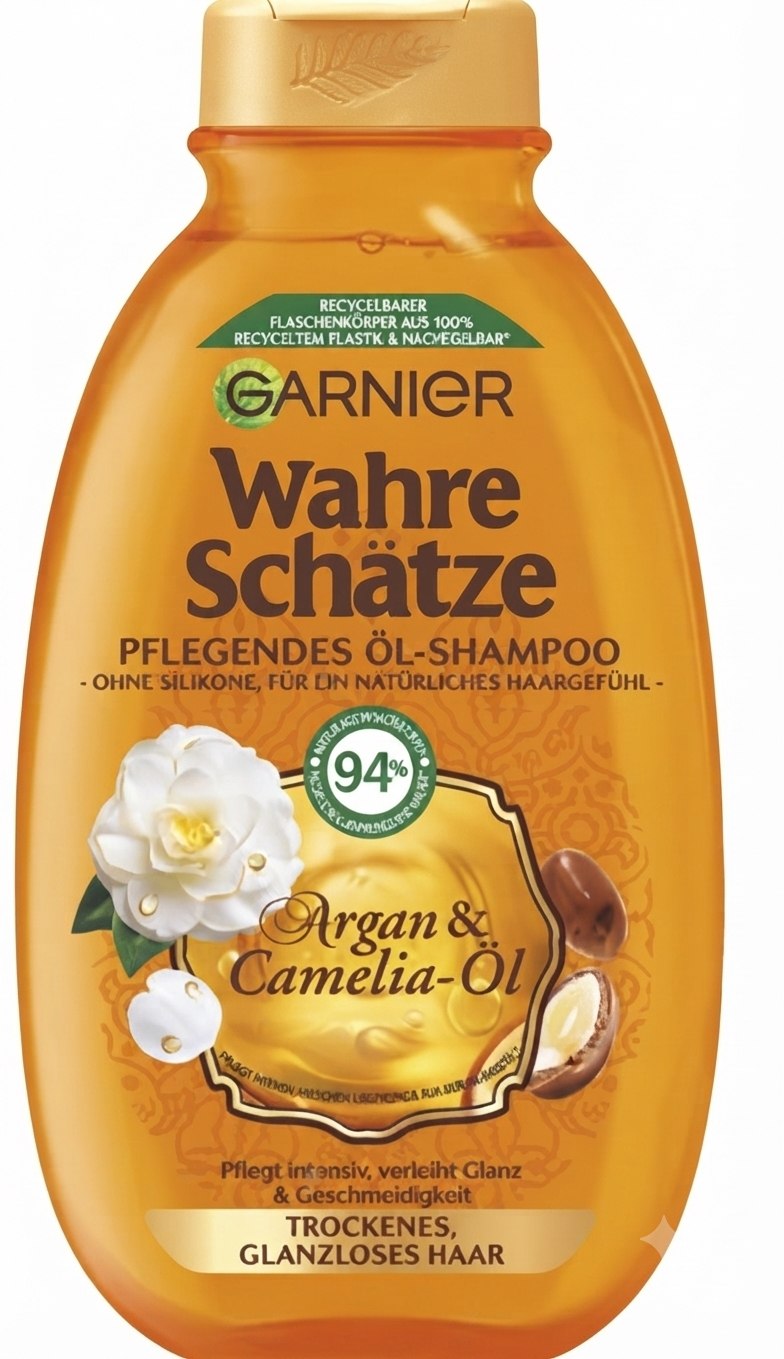 RECYCELBARER
FLASCHENKÖRPER AUS 100%
RECYCELTEM FLASTK & NACVEGELBAR*
GARNIER
Wahre
Schätze
PFLEGENDES ÖL-SHAMPOO
- OHNE SILIKONE, FÜR EIN NATÜRLICHES HAARGEFÜHL -
94%
Argan &
Camelia-Öl
Pflegt intensiv, verleiht Glanz
& Geschmeidigkeit
TROCKENES,
GLANZLOSES HAAR